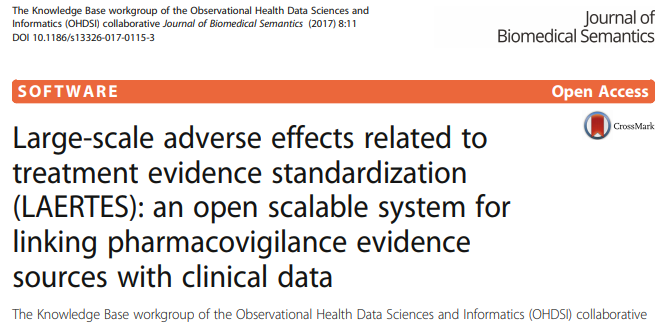 The Knowledge Base workgroup of the Observational Health Data Sciences and
Informatics (OHDSI) collaborative Journal of Biomedical Semantics (2017) 8:11
DOI 10.1186/s13326-017-0115-3
Journal of
Biomedical Semantics
SOFTWARE
Open Access
CrossMark
Large-scale adverse effects related to
treatment evidence standardization
(LAERTES): an open scalable system for
linking pharmacovigilance evidence
sources with clinical data
The Knowledge Base workgroup of the Observational Health Data Sciences and Informatics (OHDSI) collaborative